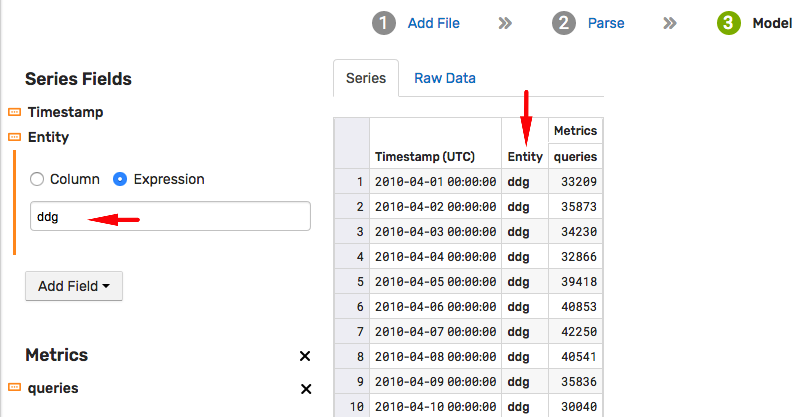 1 Add File » 2 Parse » 3 Model
Series Fields
Timestamp
Entity
Column Expression
ddg
Add Field
Metrics
queries
Series Raw Data
Metrics
Timestamp (UTC) Entity queries
1 2010-04-01 00:00:00 ddg 33209
2 2010-04-02 00:00:00 ddg 35873
3 2010-04-03 00:00:00 ddg 34230
4 2010-04-04 00:00:00 ddg 32866
5 2010-04-05 00:00:00 ddg 39418
6 2010-04-06 00:00:00 ddg 40853
7 2010-04-07 00:00:00 ddg 42250
8 2010-04-08 00:00:00 ddg 40541
9 2010-04-09 00:00:00 ddg 35836
10 2010-04-10 00:00:00 ddg 30040